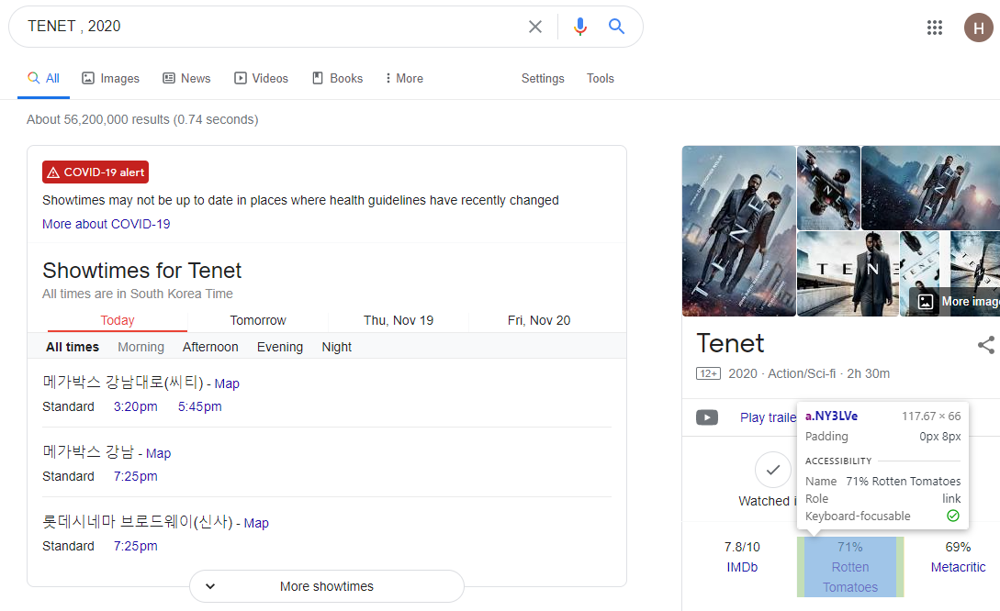 TENET , 2020
H
All
Images
News
Videos
Books
More
Settings
Tools
About 56,200,000 results (0.74 seconds)
COVID-19 alert
Showtimes may not be up to date in places where health guidelines have recently changed
More about COVID-19
Showtimes for Tenet
All times are in South Korea Time
Today Tomorrow Thu, Nov 19 Fri, Nov 20
All times Morning Afternoon Evening Night
메가박스 강남대로(씨티) - Map
Standard 3:20pm 5:45pm
메가박스 강남 - Map
Standard 7:25pm
롯데시네마 브로드웨이(신사) - Map
Standard 7:25pm
More showtimes
TENET
TENET
TENET
TENE
More imag
Tenet
12+ 2020 · Action/Sci-fi · 2h 30m
Play traile
a.NY3LVe 117.67 × 66
Padding 0px 8px
ACCESSIBILITY
Name 71% Rotten Tomatoes
Role link
Keyboard-focusable
Watched i
7.8/10
IMDb
71%
Rotten
Tomatoes
69%
Metacritic